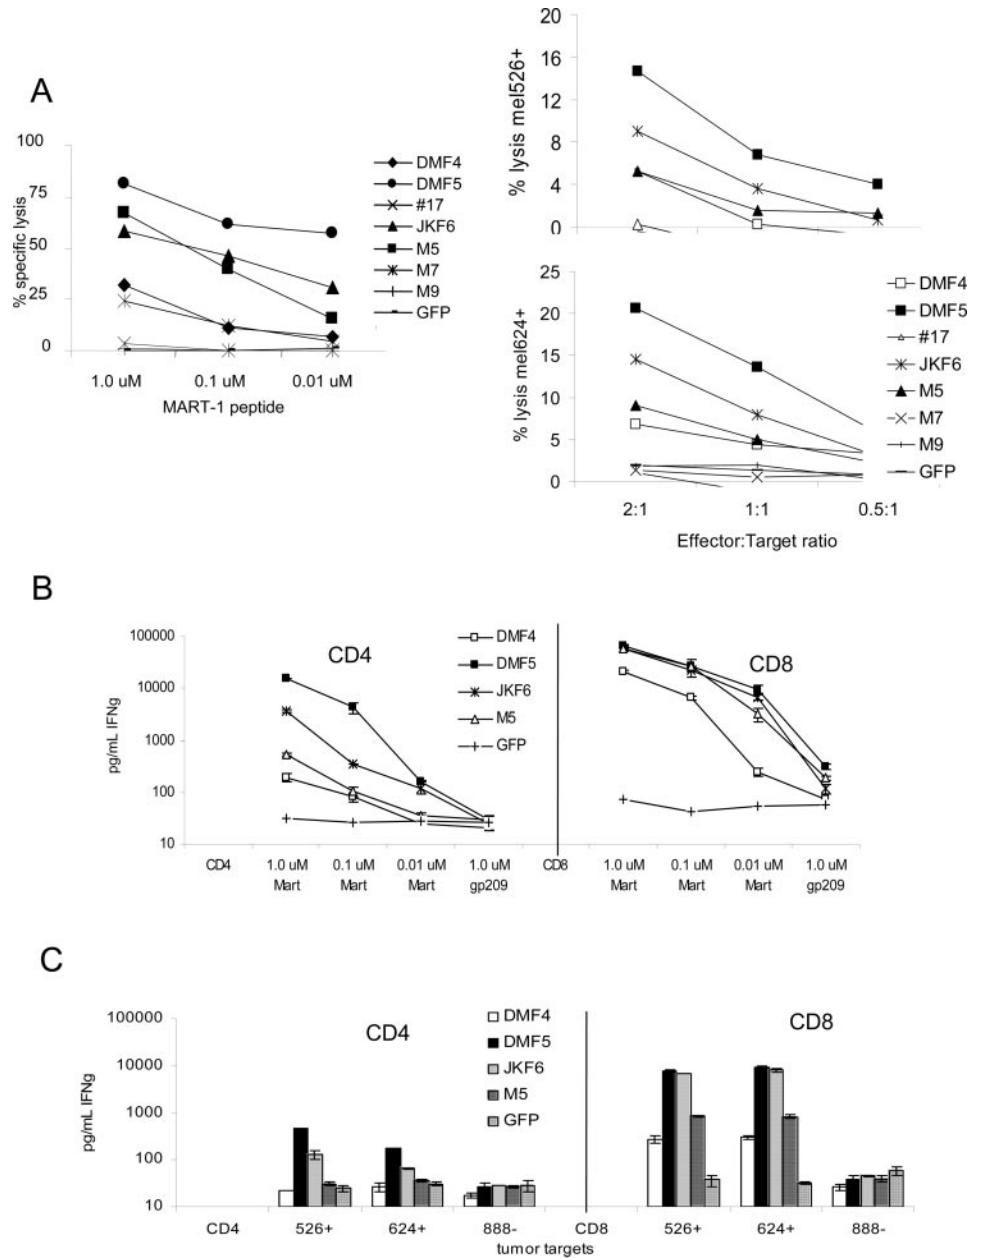 A
% specific lysis
100
75
50
25
0
1.0 uM 0.1 uM 0.01 uM
MART-1 peptide
DMF4
DMF5
#17
JKF6
M5
M7
M9
GFP
% lysis mel526+
20
16
12
8
4
0
% lysis mel624+
25
20
15
10
5
0
2:1 1:1 0.5:1
Effector:Target ratio
DMF4
DMF5
#17
JKF6
M5
M7
M9
GFP
B
pg/mL IFNg
100000
10000
1000
100
10
CD4
DMF4
DMF5
JKF6
M5
GFP
CD8
CD4 1.0 uM 0.1 uM 0.01 uM 1.0 uM CD8 1.0 uM 0.1 uM 0.01 uM 1.0 uM
Mart Mart Mart gp209 Mart Mart Mart gp209
C
pg/mL IFNg
100000
10000
1000
100
10
CD4
DMF4
DMF5
JKF6
M5
GFP
CD8
CD4 526+ 624+ 888- CD8 526+ 624+ 888-
tumor targets